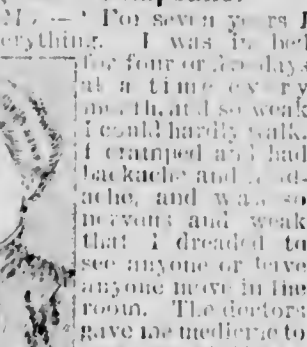 For seven years I
erything. I was in bed
for four or days
at a time every
month and so weak
I could hardly walk.
I cramped and had
backache and
ache, and was so
nervous and weak
that I dreaded to
see anyone or have
anyone move in the
room. The doctors
gave me medicine to